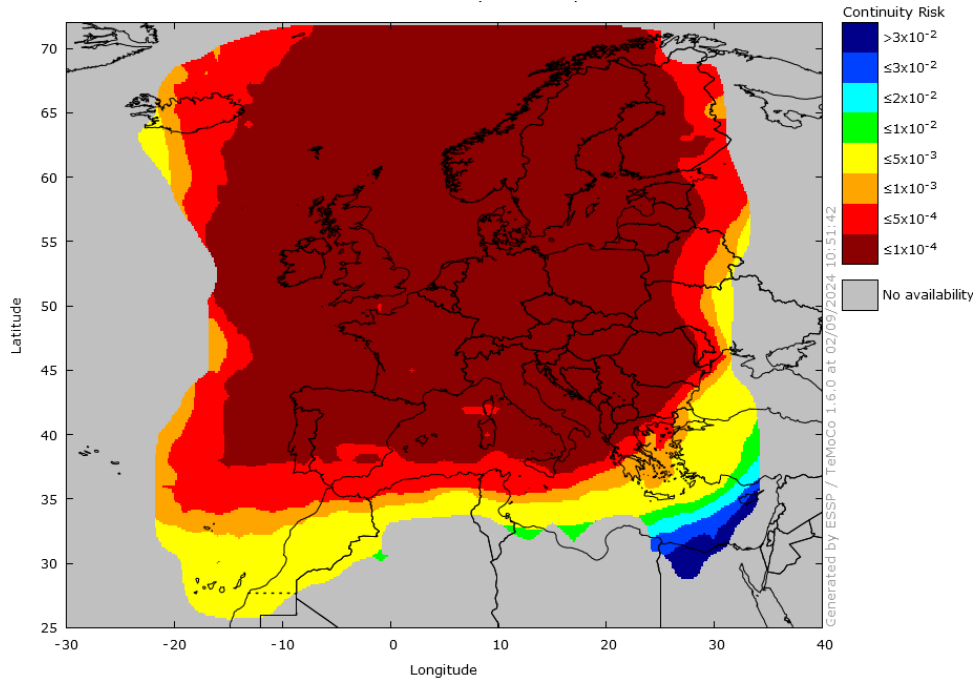 Continuity Risk
>3x10-2
≤3x10-2
≤2x10-2
≤1x10-2
≤5x10-3
≤1x10-3
≤5x10-4
≤1x10-4
No availability
Generated by ESSP / TeMoCo 1.6.0 at 02/09/2024 10:51:42
Latitude
70
65
60
55
50
45
40
35
30
25
-30
-20
-10
0
10
20
30
40
Longitude